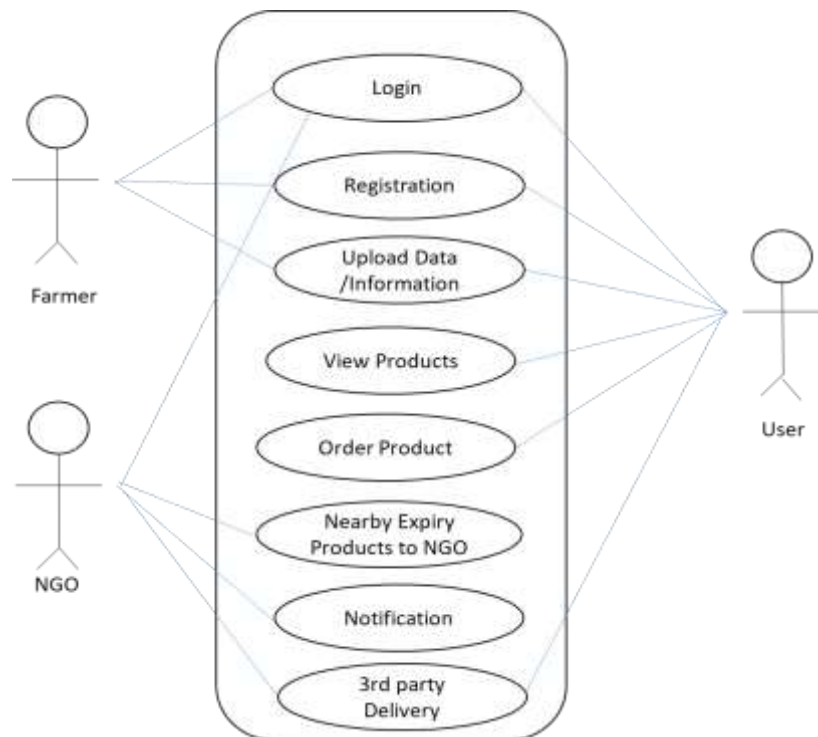 Login
Registration
Upload Data
/Information
View Products
Order Product
Nearby Expiry
Products to NGO
Notification
3rd party
Delivery
Farmer
NGO
User